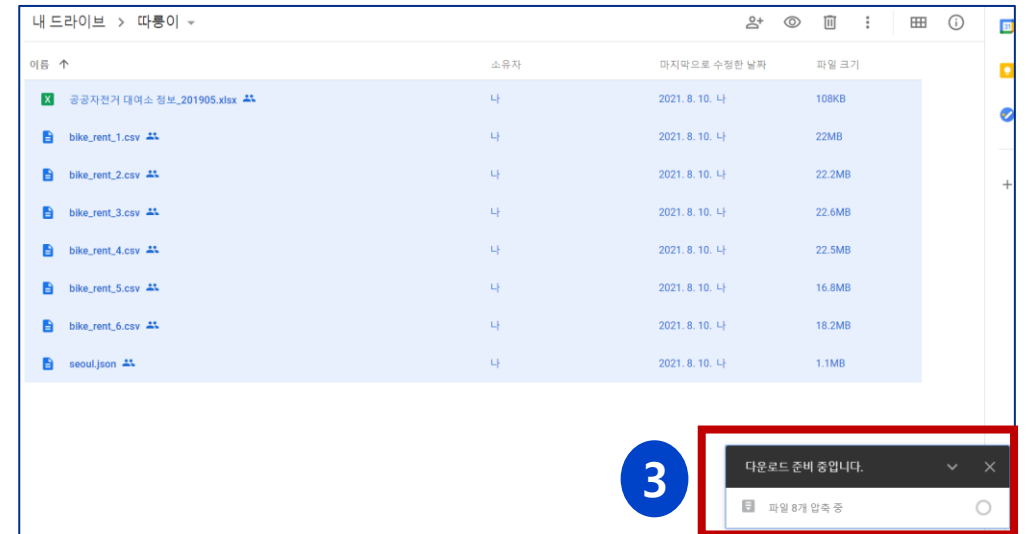 내 드라이브 > 따릉이
이름 ↑ 소유자 마지막으로 수정한 날짜 파일 크기
공공자전거 대여소 정보_201905.xlsx 나 2021. 8. 10. 나 108KB
bike_rent_1.csv 나 2021. 8. 10. 나 22MB
bike_rent_2.csv 나 2021. 8. 10. 나 22.2MB
bike_rent_3.csv 나 2021. 8. 10. 나 22.6MB
bike_rent_4.csv 나 2021. 8. 10. 나 22.5MB
bike_rent_5.csv 나 2021. 8. 10. 나 16.8MB
bike_rent_6.csv 나 2021. 8. 10. 나 18.2MB
seoul.json 나 2021. 8. 10. 나 1.1MB
3
다운로드 준비 중입니다.
파일 8개 압축 중